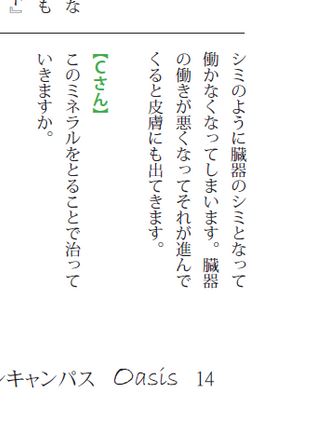 シミのように臓器のシミとなって
働かなくなってしまいます。臓器
の働きが悪くなってそれが進んで
くると皮膚にも出てきます。
【Cさん】
このミネラルをとることで治って
いきますか。
な
も
キャンパス Oasis 14